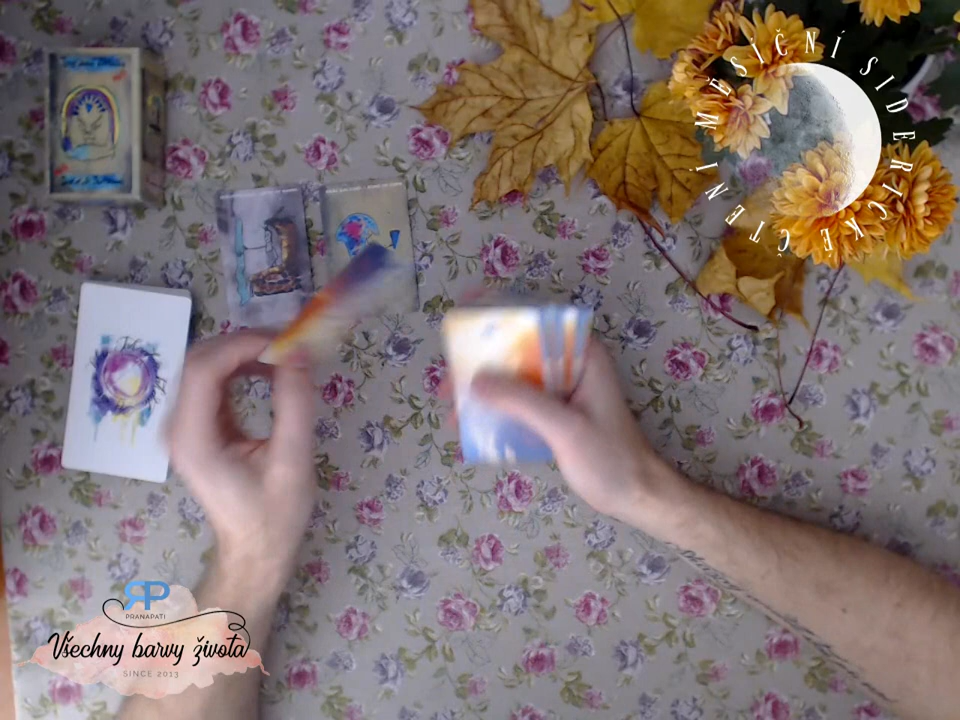 MĚSÍČNÍ SIDERICKÉ ČTENÍ
RP
PRANAPATI
Všechny barvy života
SINCE 2013